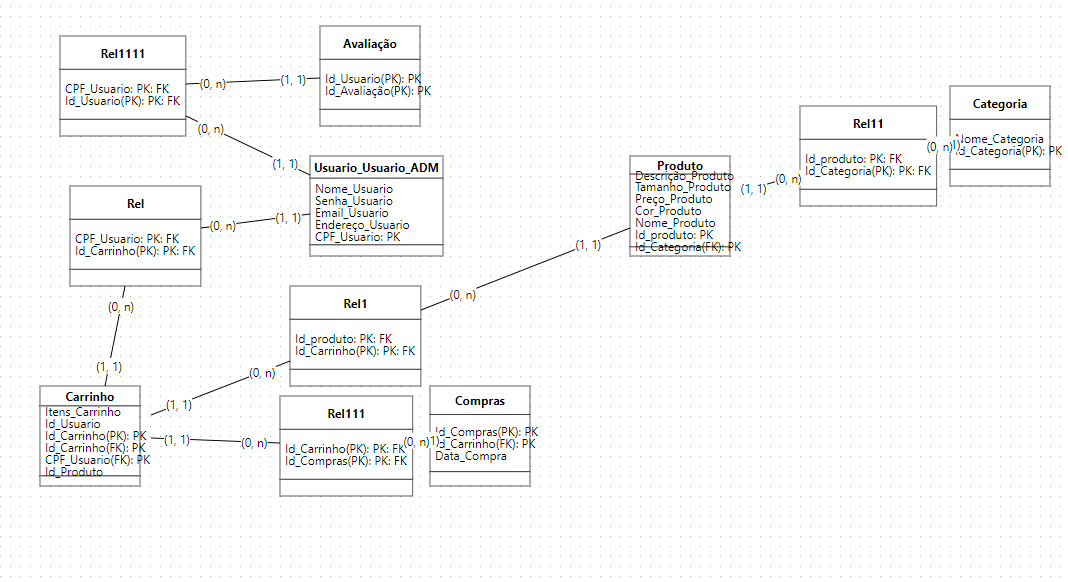 Rel1111
CPF_Usuario: PK: FK
Id_Usuario(PK): PK: FK
(0, n)
(1, 1)
Avaliação
Id_Usuario(PK): PK
Id_Avaliação(PK): PK
(0, n)
(1, 1)
Usuario_Usuario_ADM
Nome_Usuario
Senha_Usuario
Email_Usuario
Endereço_Usuario
CPF_Usuario: PK
Rel
CPF_Usuario: PK: FK
Id_Carrinho(PK): PK: FK
(0, n)
(1, 1)
(0, n)
(1, 1)
Produto
Descrição_Produto
Tamanho_Produto
Preço_Produto
Cor_Produto
Nome_Produto
Id_produto: PK
Id_Categoria(FK): PK
(1, 1)
(0, n)
Rel11
Id_produto: PK: FK
Id_Categoria(PK): PK: FK
(0, n)
Categoria
Nome_Categoria
Id_Categoria(PK): PK
(1, 1)
(0, n)
Rel1
Id_produto: PK: FK
Id_Carrinho(PK): PK: FK
(0, n)
(1, 1)
Carrinho
Itens_Carrinho
Id_Usuario
Id_Carrinho(PK): PK
Id_Carrinho(FK): PK
CPF_Usuario(FK): PK
Id_Produto
(1, 1)
(0, n)
Rel111
Id_Carrinho(PK): PK: FK
Id_Compras(PK): PK: FK
(0, n)
Compras
Id_Compras(PK): PK
Id_Carrinho(FK): PK
Data_Compra